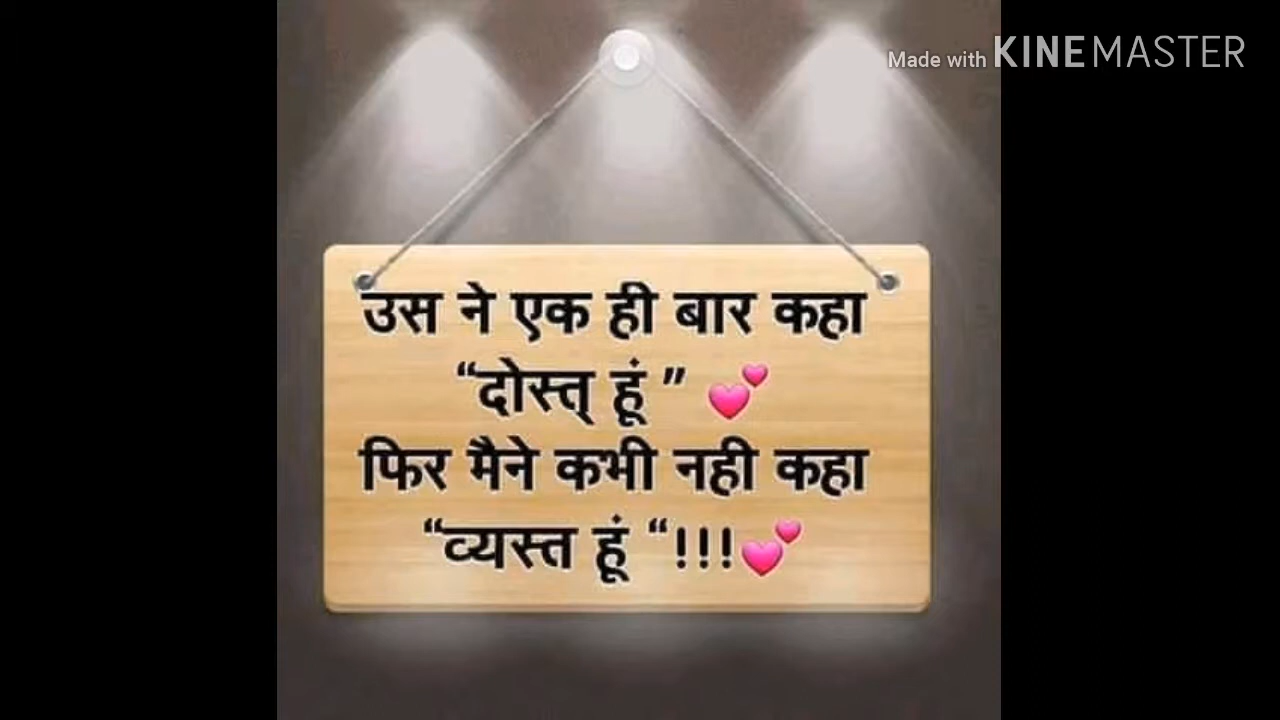 Made with KINEMASTER
उस ने एक ही बार कहा
“दोस्त् हूं ” 💕
फिर मैने कभी नही कहा
“व्यस्त हूं “!!!💕